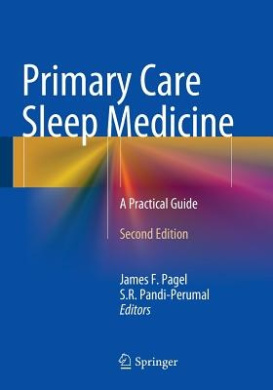 Primary Care
Sleep Medicine
A Practical Guide
Second Edition
James F. Pagel
S.R. Pandi-Perumal
Editors
Springer